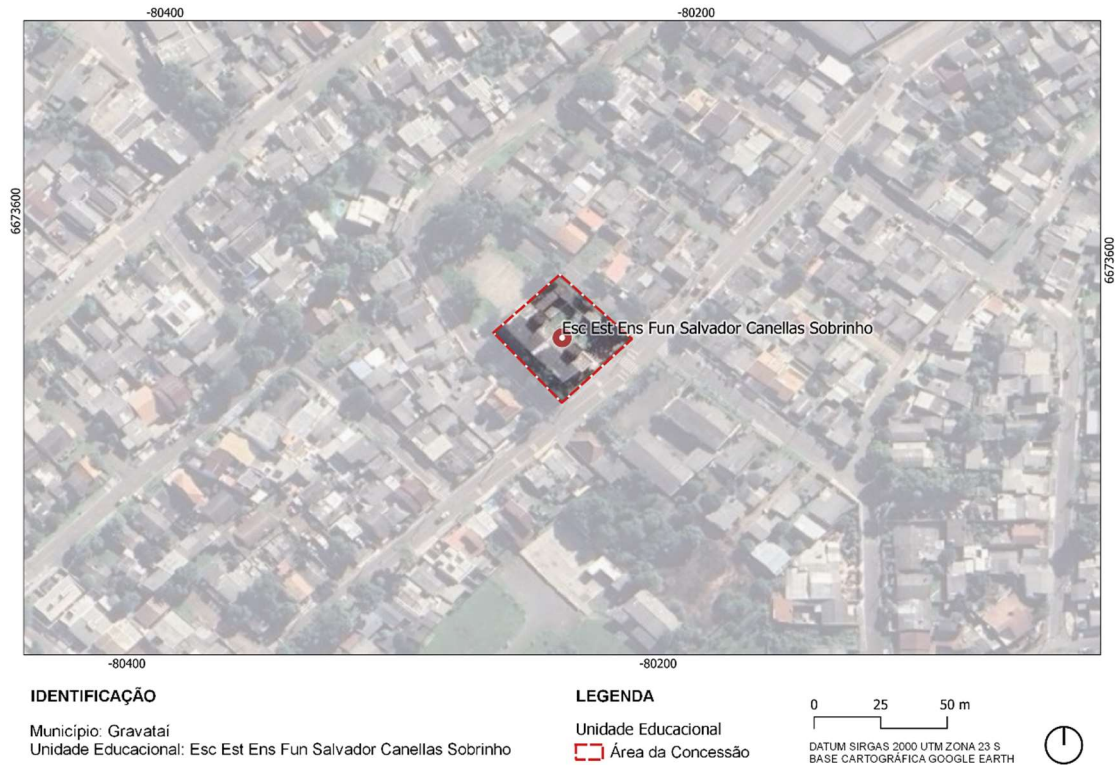 -80400
-80200
6673600
6673600
Esc Est Ens Fun Salvador Canellas Sobrinho
-80400
-80200
IDENTIFICAÇÃO
Município: Gravataí
Unidade Educacional: Esc Est Ens Fun Salvador Canellas Sobrinho
LEGENDA
Unidade Educacional
Área da Concessão
0 25 50 m
DATUM SIRGAS 2000 UTM ZONA 23 S
BASE CARTOGRÁFICA GOOGLE EARTH